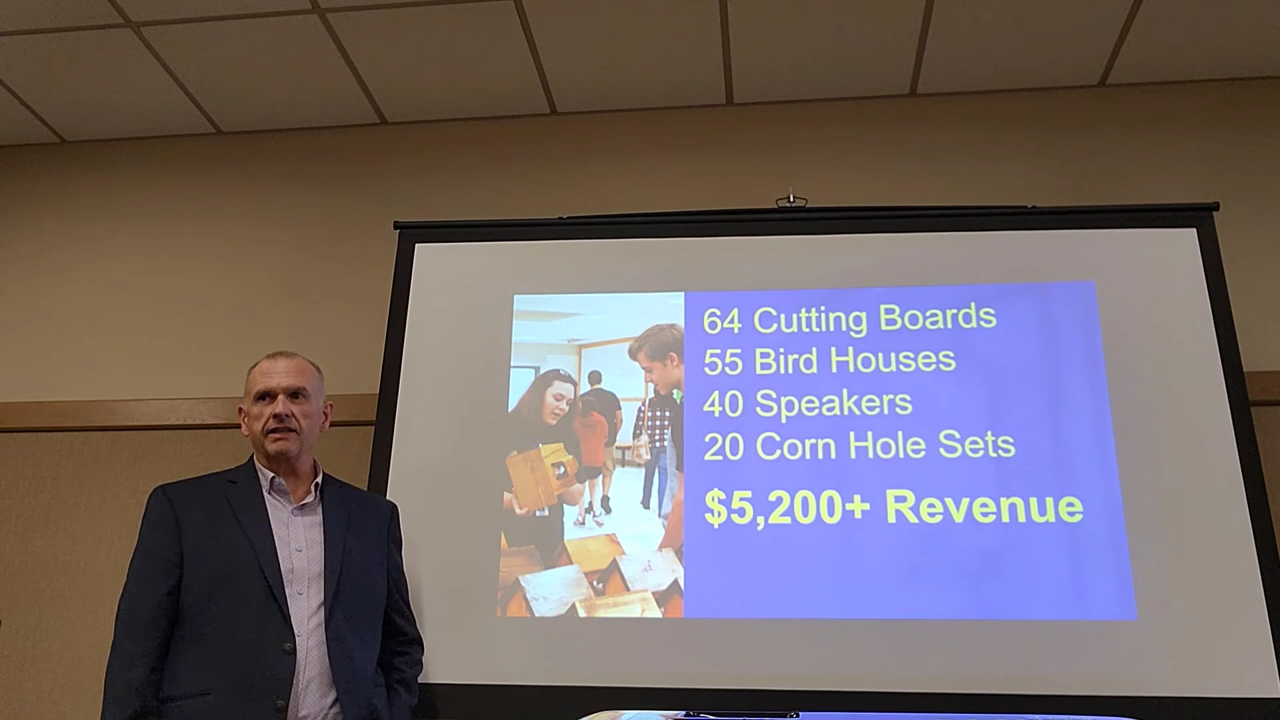 64 Cutting Boards
55 Bird Houses
40 Speakers
20 Corn Hole Sets
$5,200+ Revenue